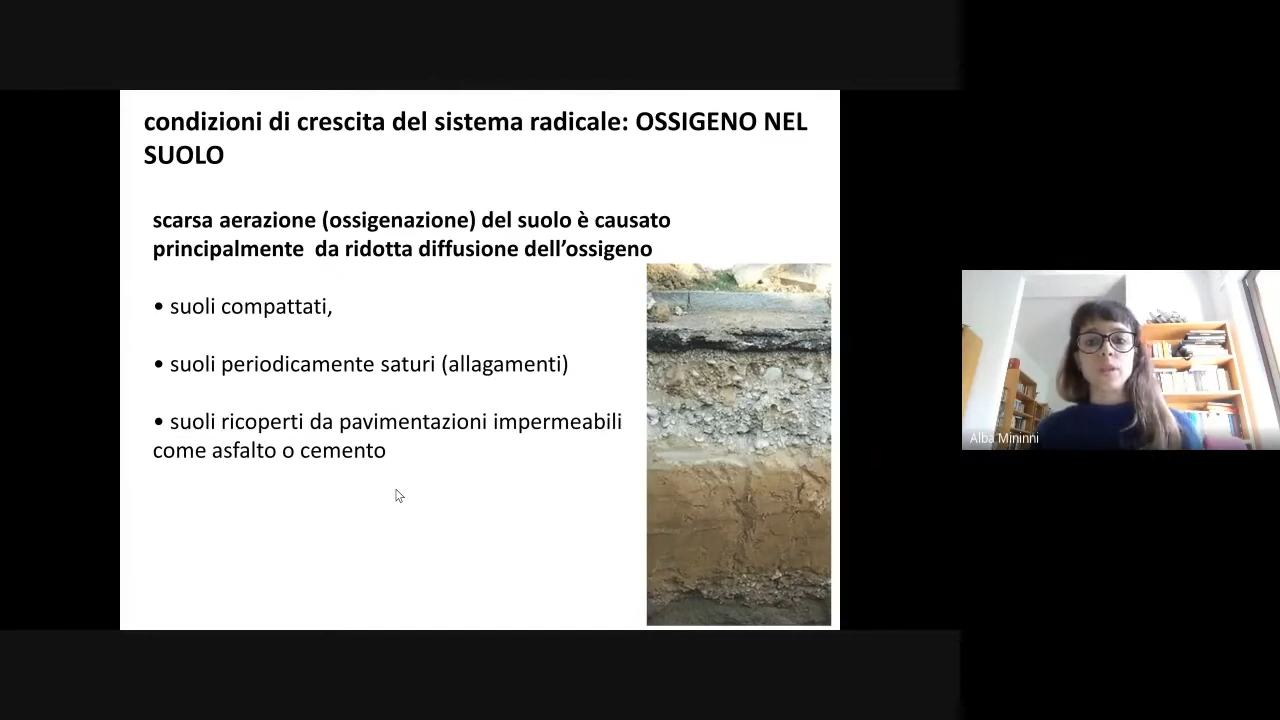 condizioni di crescita del sistema radicale: OSSIGENO NEL
SUOLO
scarsa aerazione (ossigenazione) del suolo è causato
principalmente  da ridotta diffusione dell’ossigeno
• suoli compattati,
• suoli periodicamente saturi (allagamenti)
• suoli ricoperti da pavimentazioni impermeabili
come asfalto o cemento
Alba Mininni